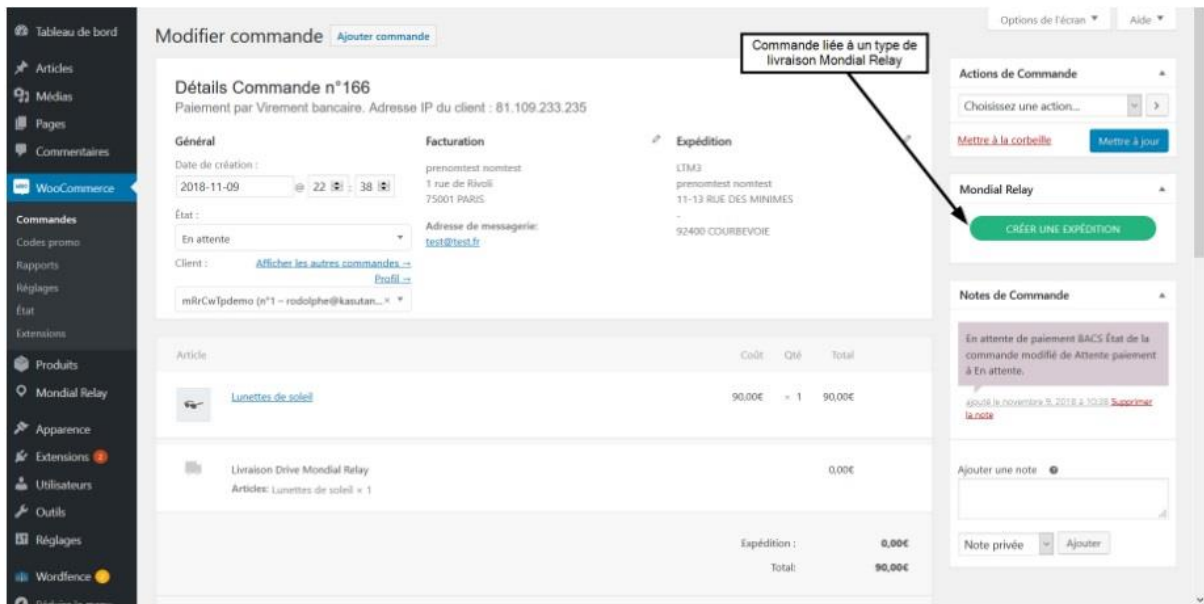 Options de l'écran
Aide
Tableau de bord
Articles
Médias
Pages
Commentaires
WooCommerce
Commandes
Codes promo
Rapports
Réglages
État
Extensions
Produits
Mondial Relay
Apparence
Extensions 2
Utilisateurs
Outils
Réglages
Wordfence
Réduire le menu
Modifier commande
Ajouter commande
Commande liée à un type de
livraison Mondial Relay
Détails Commande n°166
Paiement par Virement bancaire. Adresse IP du client : 81.109.233.235
Général
Date de création :
2018-11-09 @ 22 : 38
État :
En attente
Client :
Afficher les autres commandes →
Profil →
mRrCwTpdemo (n°1 – rodolphe@kasutan...×
Facturation
prenomtest nomtest
1 rue de Rivoli
75001 PARIS
Adresse de messagerie:
test@test.fr
Expédition
LTM3
prenomtest nomtest
11-13 RUE DES MINIMES
-
92400 COURBEVOIE
Article Coût Qté Total
Lunettes de soleil 90,00€ × 1 90,00€
Livraison Drive Mondial Relay 0,00€
Articles: Lunettes de soleil × 1
Expédition : 0,00€
Total: 90,00€
Actions de Commande
Choisissez une action...
Mettre à la corbeille
Mettre à jour
Mondial Relay
CRÉER UNE EXPÉDITION
Notes de Commande
En attente de paiement BACS État de la
commande modifié de Attente paiement
à En attente.
ajouté le novembre 9, 2018 à 10:38 Supprimer
la note
Ajouter une note
Note privée
Ajouter